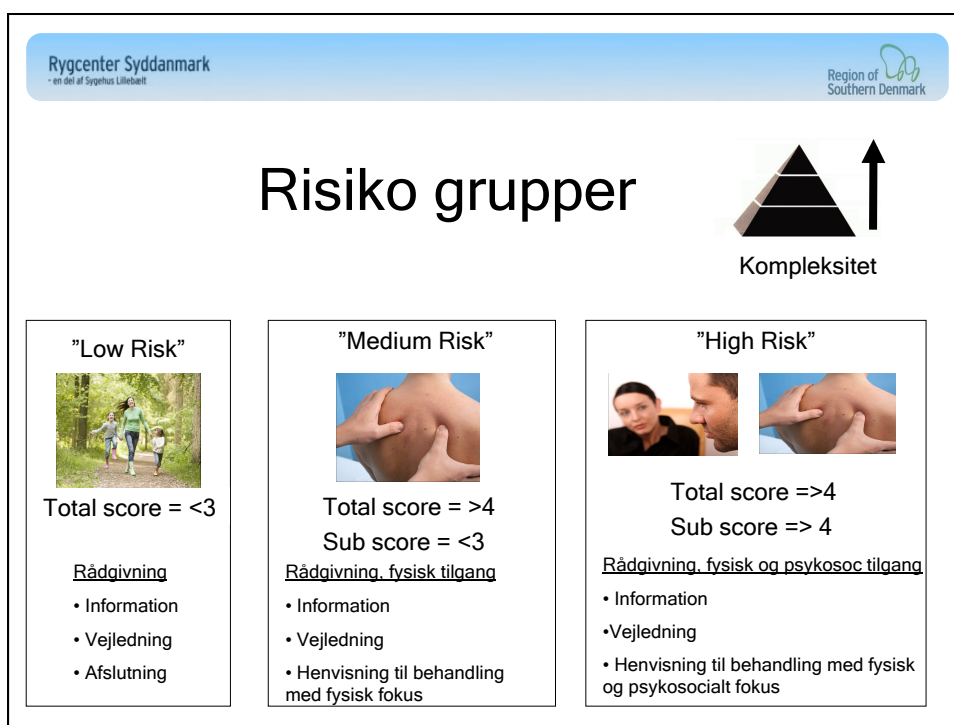 Rygcenter Syddanmark
- en del af Sygehus Lillebælt
Region of
Southern Denmark
Risiko grupper
Kompleksitet
"Low Risk"
Total score = <3
Rådgivning
• Information
• Vejledning
• Afslutning
"Medium Risk"
Total score = >4
Sub score = <3
Rådgivning, fysisk tilgang
• Information
• Vejledning
• Henvisning til behandling
med fysisk fokus
"High Risk"
Total score =>4
Sub score => 4
Rådgivning, fysisk og psykosoc tilgang
• Information
•Vejledning
• Henvisning til behandling med fysisk
og psykosocialt fokus